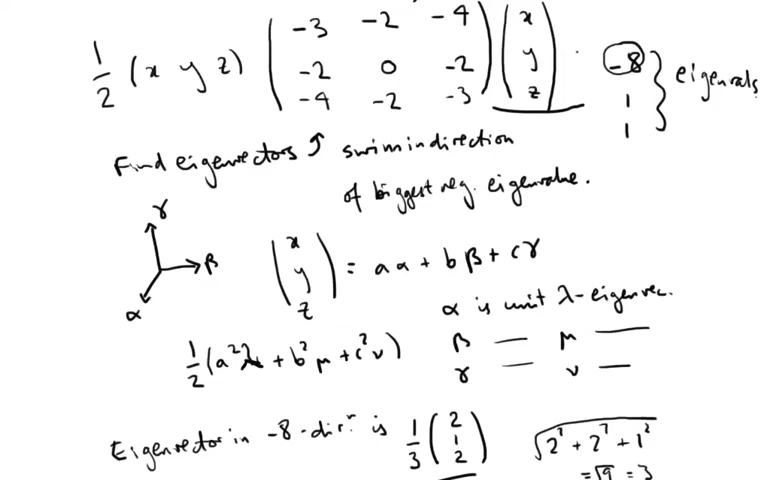 1/2 (x y z) ( -3 -2 -4 ; -2 0 -2 ; -4 -2 -3 ) ( x ; y ; z ) . -8 1 1 } eigenvals
Find eigenvectors ↑ swim in direction
of biggest neg. eigenvalue.
γ β α
( x ; y ; z ) = aα + bβ + cγ
α is unit λ-eigenvec.
β — μ —
γ — ν —
1/2 (a²λ + b²μ + c²ν)
Eigenvector in -8-dirⁿ is 1/3 ( 2 ; 1 ; 2 )
√2² + 2² + 1²
= √9 = 3